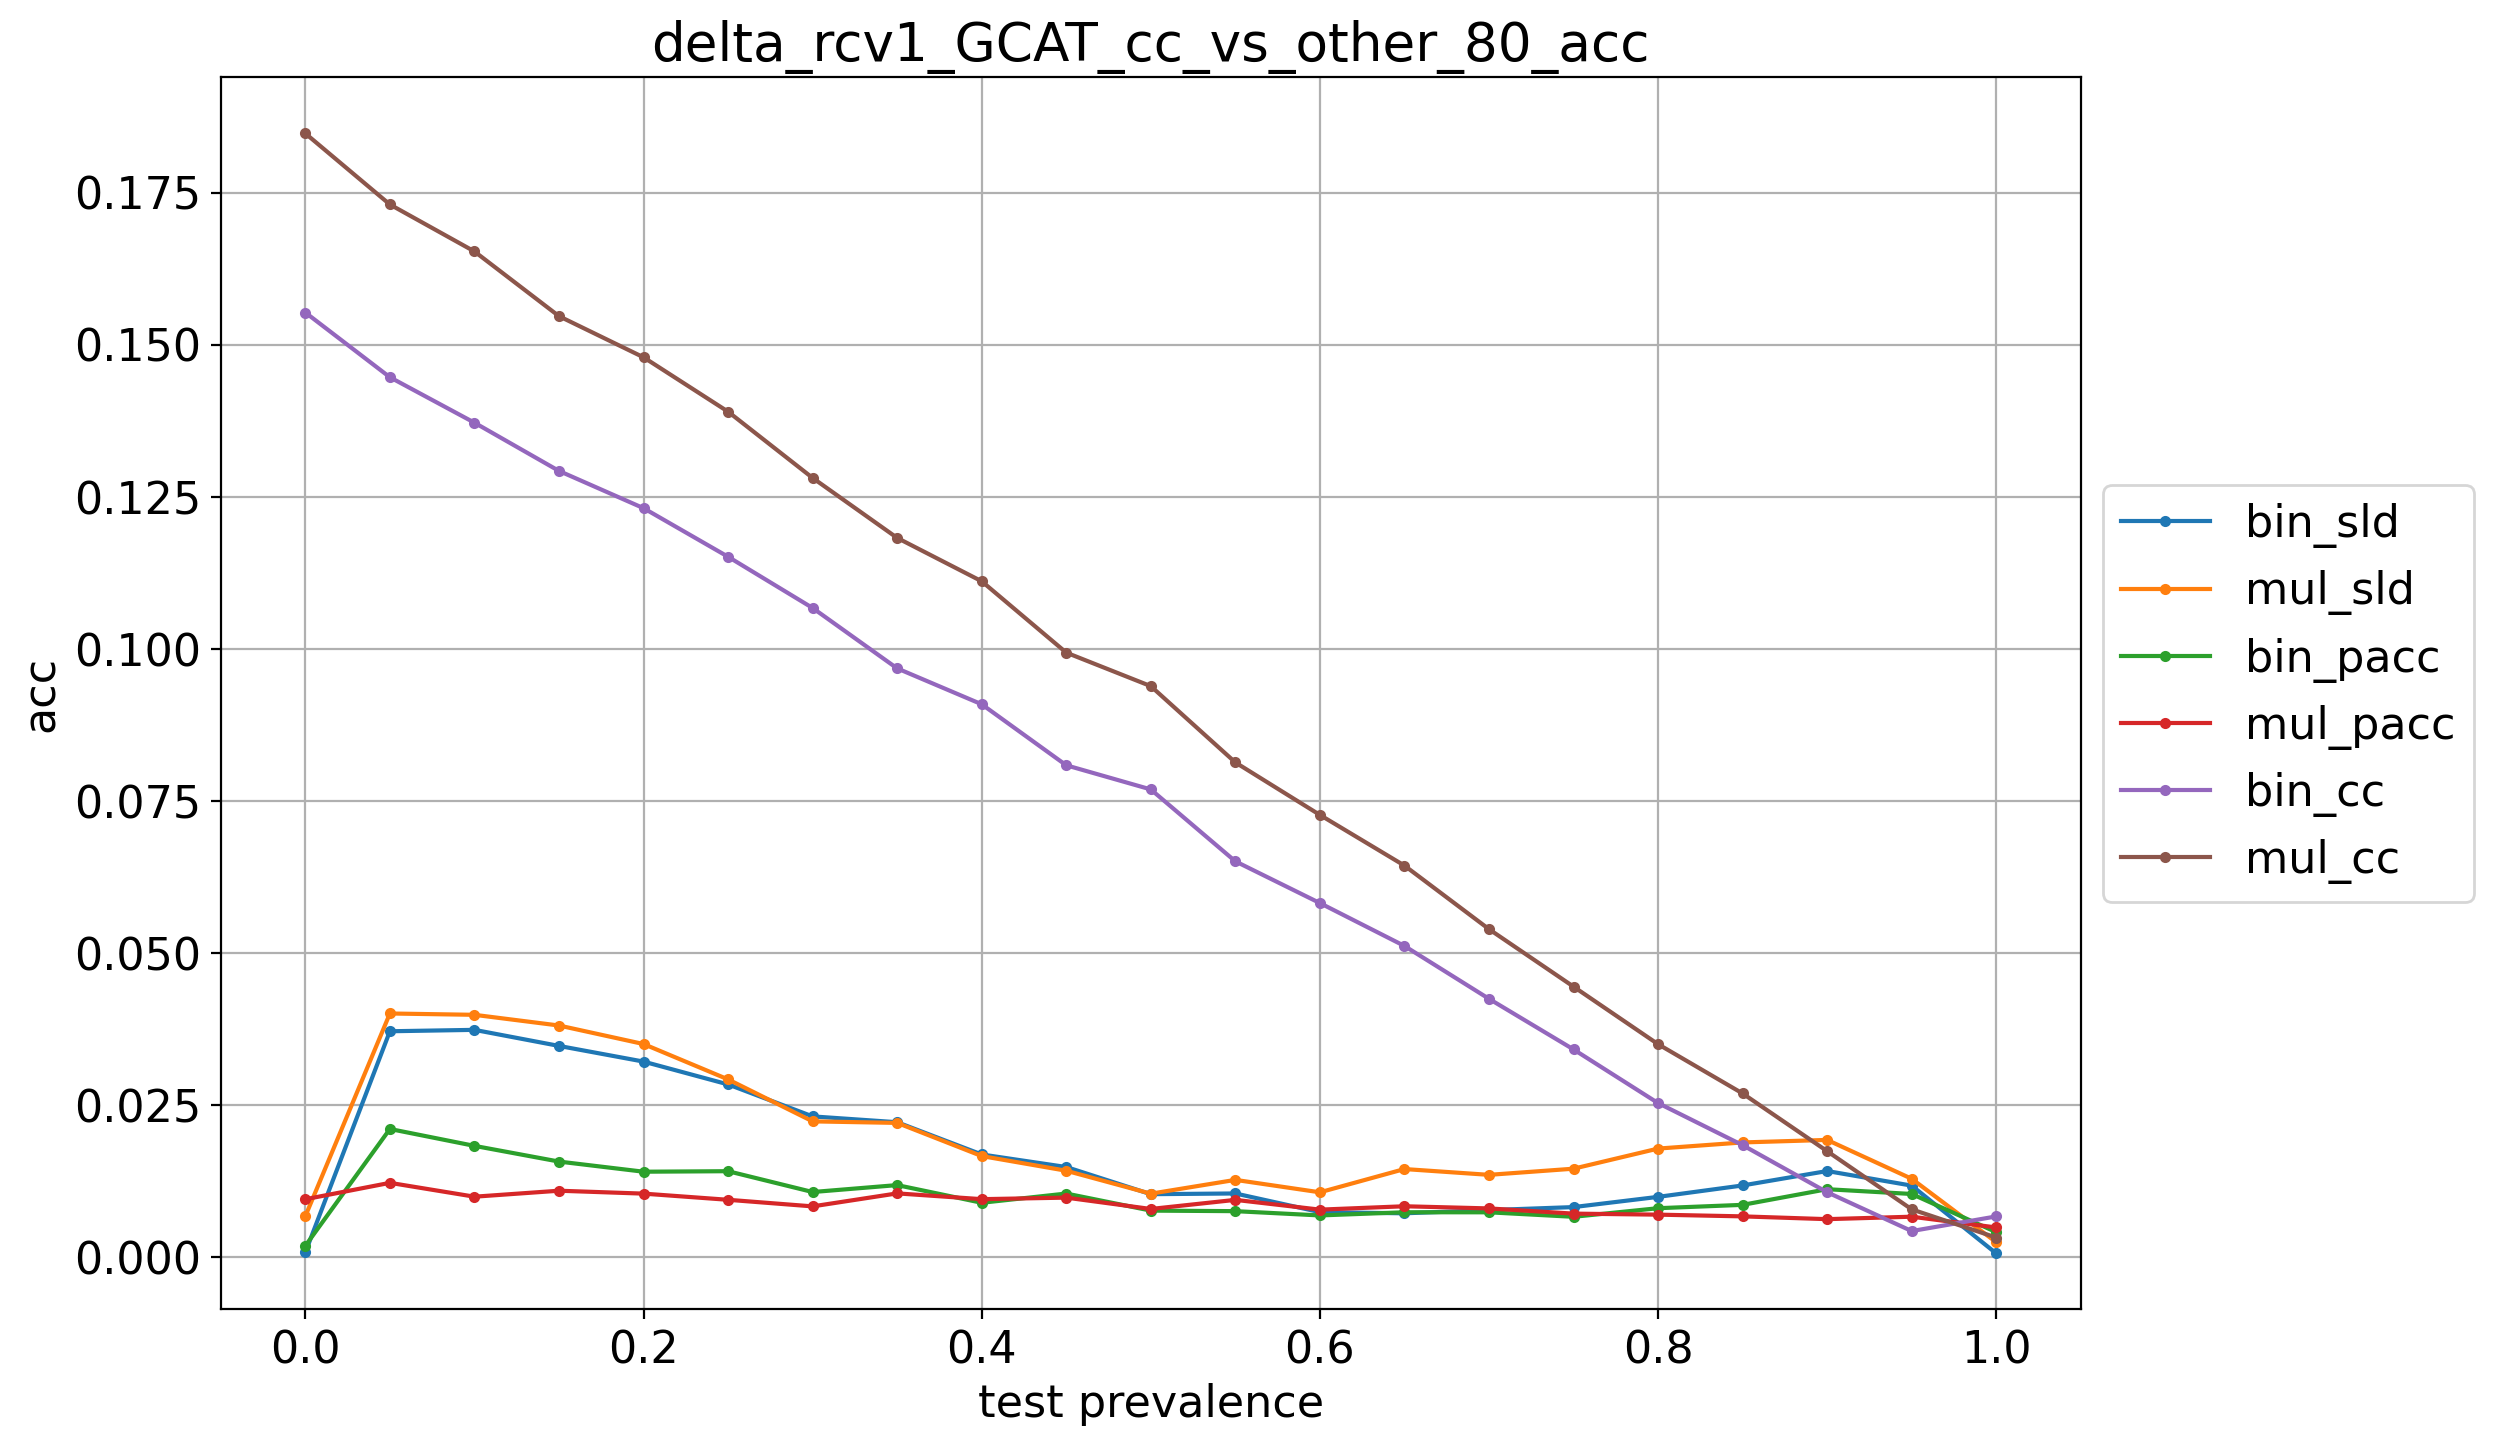 delta_rcv1_GCAT_cc_vs_other_80_acc
0.175
0.150
0.125
0.100
0.075
0.050
0.025
0.000
acc
0.0 0.2 0.4 0.6 0.8 1.0
test prevalence
bin_sld
mul_sld
bin_pacc
mul_pacc
bin_cc
mul_cc